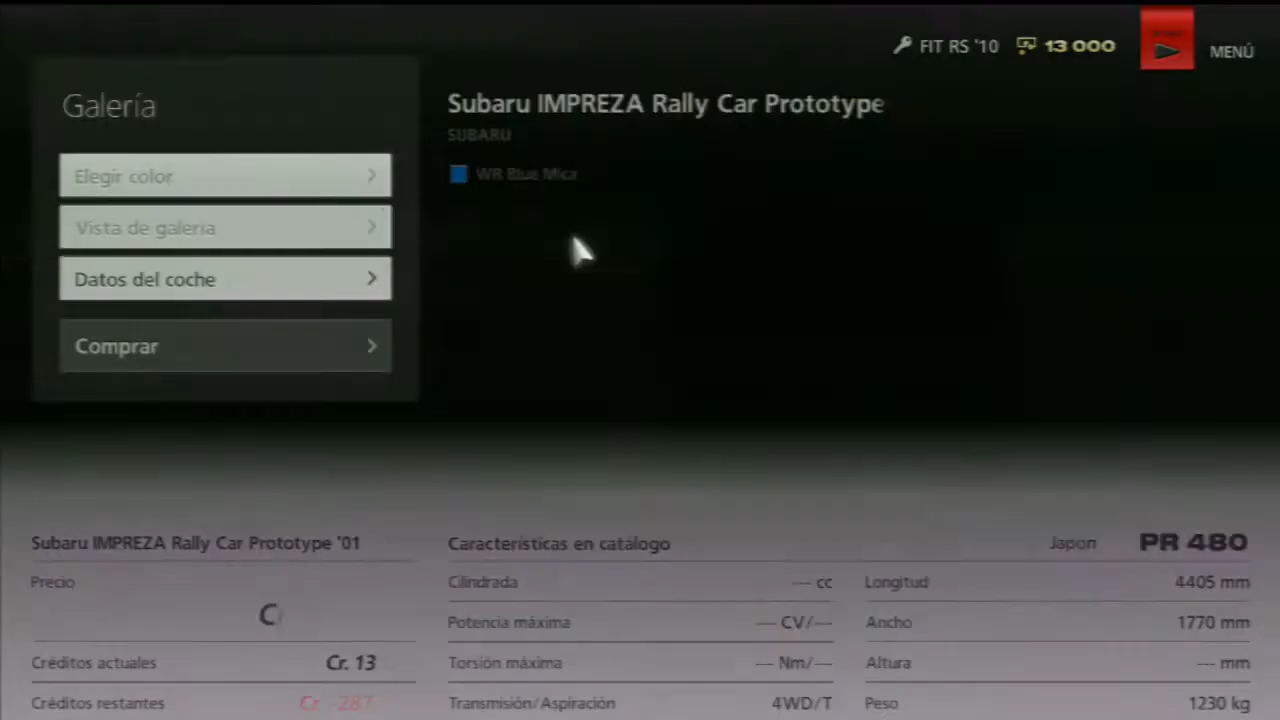 FIT RS '10 13 000 MENÚ
Galería
Elegir color
Vista de galería
Datos del coche
Comprar
Subaru IMPREZA Rally Car Prototype
SUBARU
WR Blue Mica
Subaru IMPREZA Rally Car Prototype '01
Precio
C
Créditos actuales Cr. 13
Créditos restantes Cr. -287
Características en catálogo Japón PR 480
Cilindrada --- cc
Potencia máxima --- CV/---
Torsión máxima --- Nm/---
Transmisión/Aspiración 4WD/T
Longitud 4405 mm
Ancho 1770 mm
Altura --- mm
Peso 1230 kg